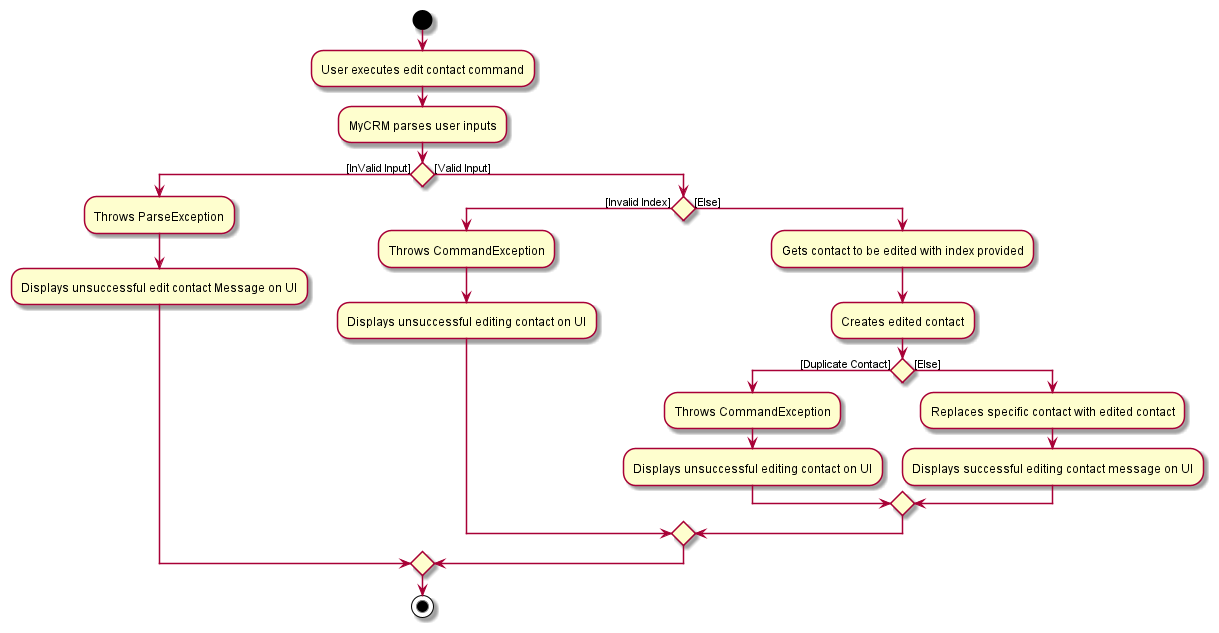 User executes edit contact command
MyCRM parses user inputs
[InValid Input]
[Valid Input]
Throws ParseException
Displays unsuccessful edit contact Message on UI
[Invalid Index]
[Else]
Throws CommandException
Displays unsuccessful editing contact on UI
Gets contact to be edited with index provided
Creates edited contact
[Duplicate Contact]
[Else]
Throws CommandException
Displays unsuccessful editing contact on UI
Replaces specific contact with edited contact
Displays successful editing contact message on UI